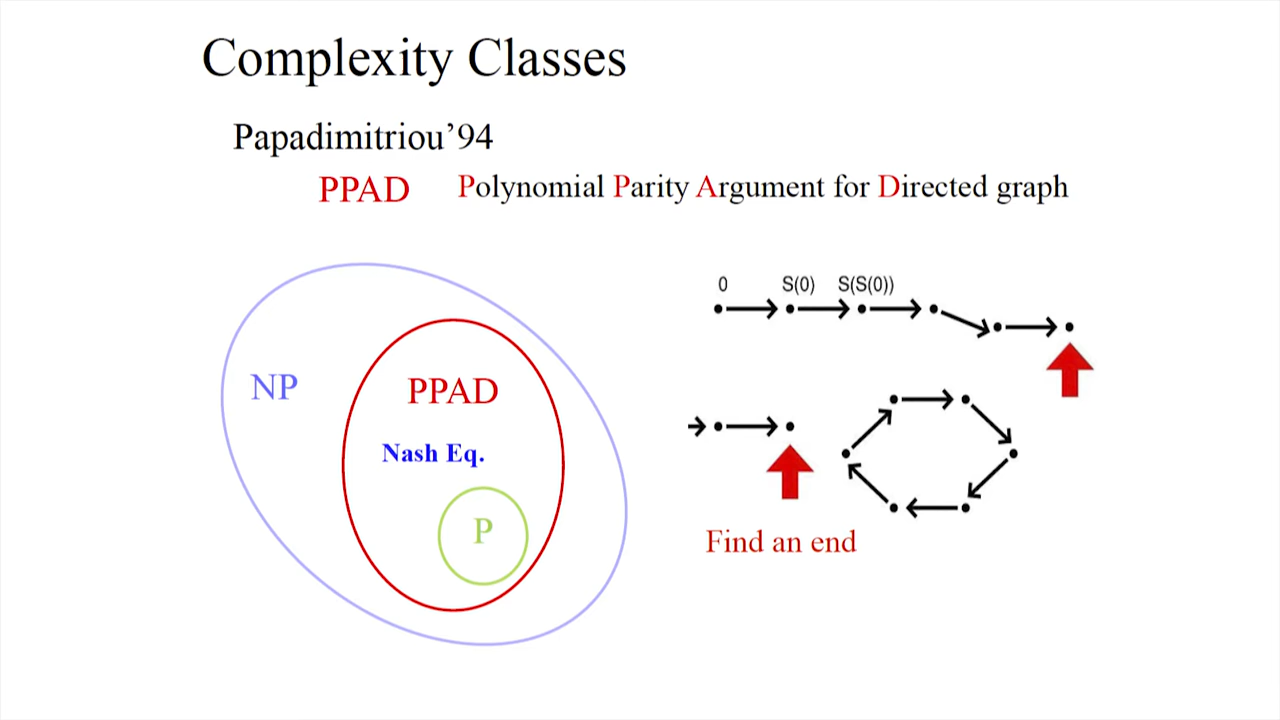 Complexity Classes
Papadimitriou’94
PPAD Polynomial Parity Argument for Directed graph
0 S(0) S(S(0))
NP
PPAD
Nash Eq.
P
Find an end